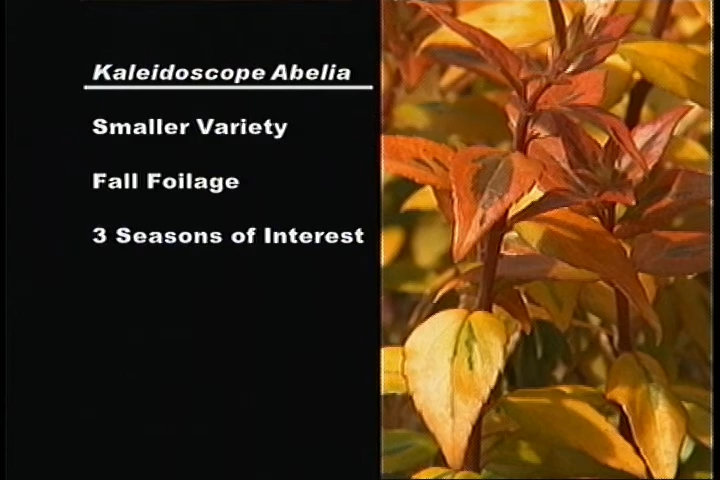 Kaleidoscope Abelia
Smaller Variety
Fall Foilage
3 Seasons of Interest